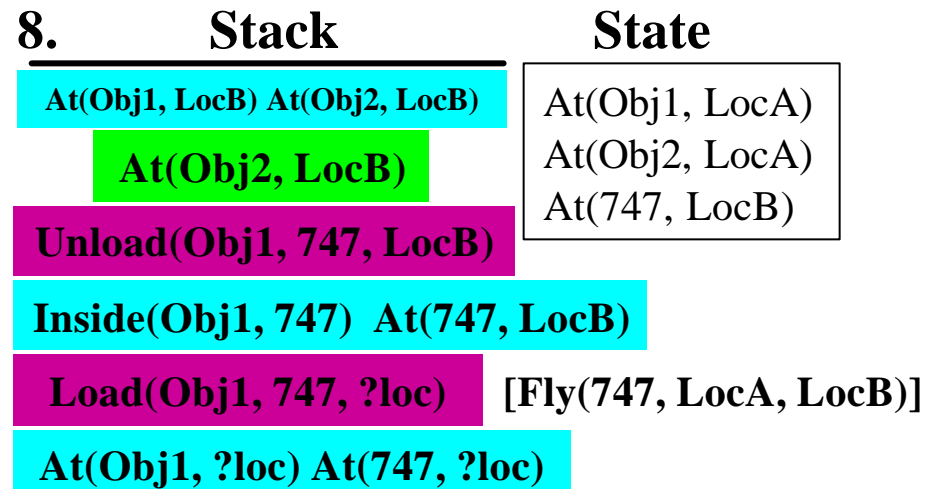 8. Stack State
At(Obj1, LocB) At(Obj2, LocB)
At(Obj2, LocB)
Unload(Obj1, 747, LocB)
Inside(Obj1, 747) At(747, LocB)
Load(Obj1, 747, ?loc) [Fly(747, LocA, LocB)]
At(Obj1, ?loc) At(747, ?loc)
At(Obj1, LocA)
At(Obj2, LocA)
At(747, LocB)